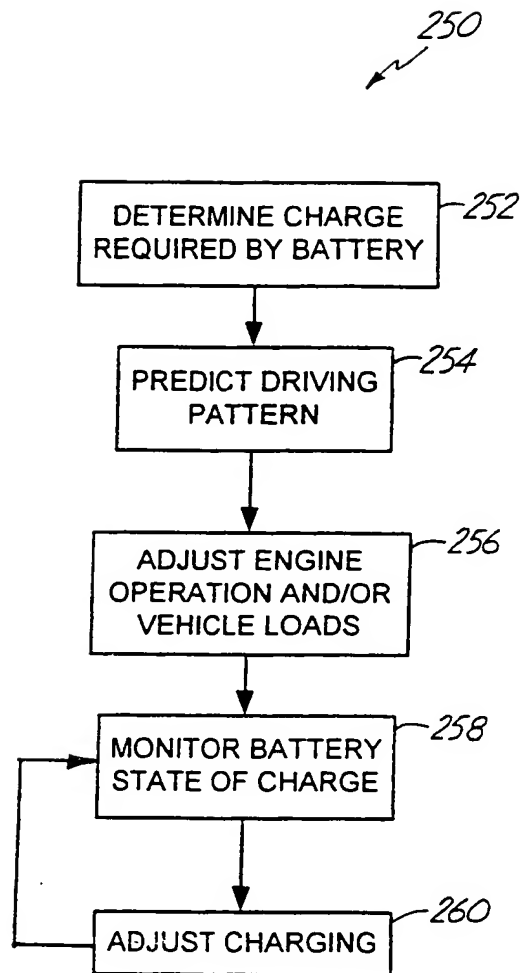 250
DETERMINE CHARGE
REQUIRED BY BATTERY
252
PREDICT DRIVING
PATTERN
254
ADJUST ENGINE
OPERATION AND/OR
VEHICLE LOADS
256
MONITOR BATTERY
STATE OF CHARGE
258
ADJUST CHARGING
260